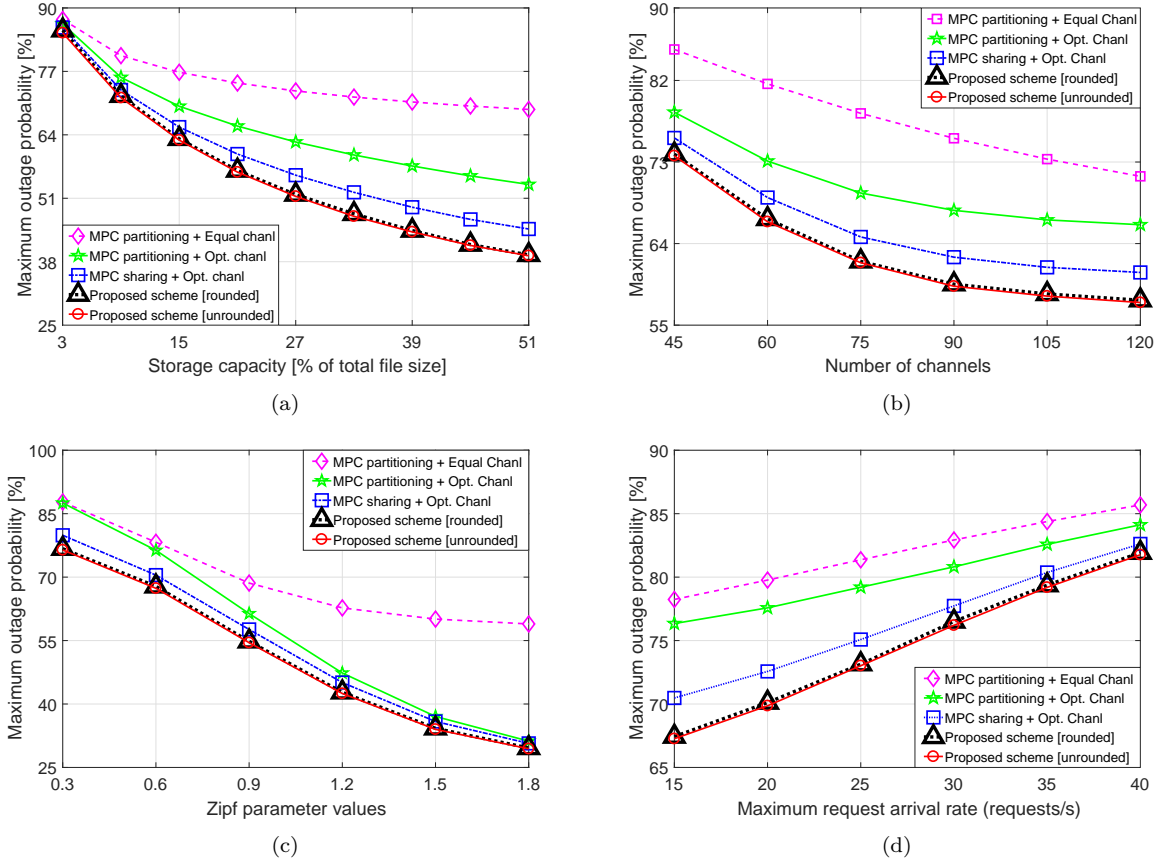 90
77
64
51
38
25
Maximum outage probability [%]
MPC partitioning + Equal chanl
MPC partitioning + Opt. chanl
MPC sharing + Opt. chanl
Proposed scheme [rounded]
Proposed scheme [unrounded]
3 15 27 39 51
Storage capacity [% of total file size]
(a)
90
82
73
64
55
Maximum outage probability [%]
MPC partitioning + Equal Chanl
MPC partitioning + Opt. Chanl
MPC sharing + Opt. Chanl
Proposed scheme [rounded]
Proposed scheme [unrounded]
45 60 75 90 105 120
Number of channels
(b)
100
85
70
55
40
25
Maximum outage probability [%]
MPC partitioning + Equal Chanl
MPC partitioning + Opt. Chanl
MPC sharing + Opt. Chanl
Proposed scheme [rounded]
Proposed scheme [unrounded]
0.3 0.6 0.9 1.2 1.5 1.8
Zipf parameter values
(c)
90
85
80
75
70
65
Maximum outage probability [%]
MPC partitioning + Equal Chanl
MPC partitioning + Opt. Chanl
MPC sharing + Opt. Chanl
Proposed scheme [rounded]
Proposed scheme [unrounded]
15 20 25 30 35 40
Maximum request arrival rate (requests/s)
(d)